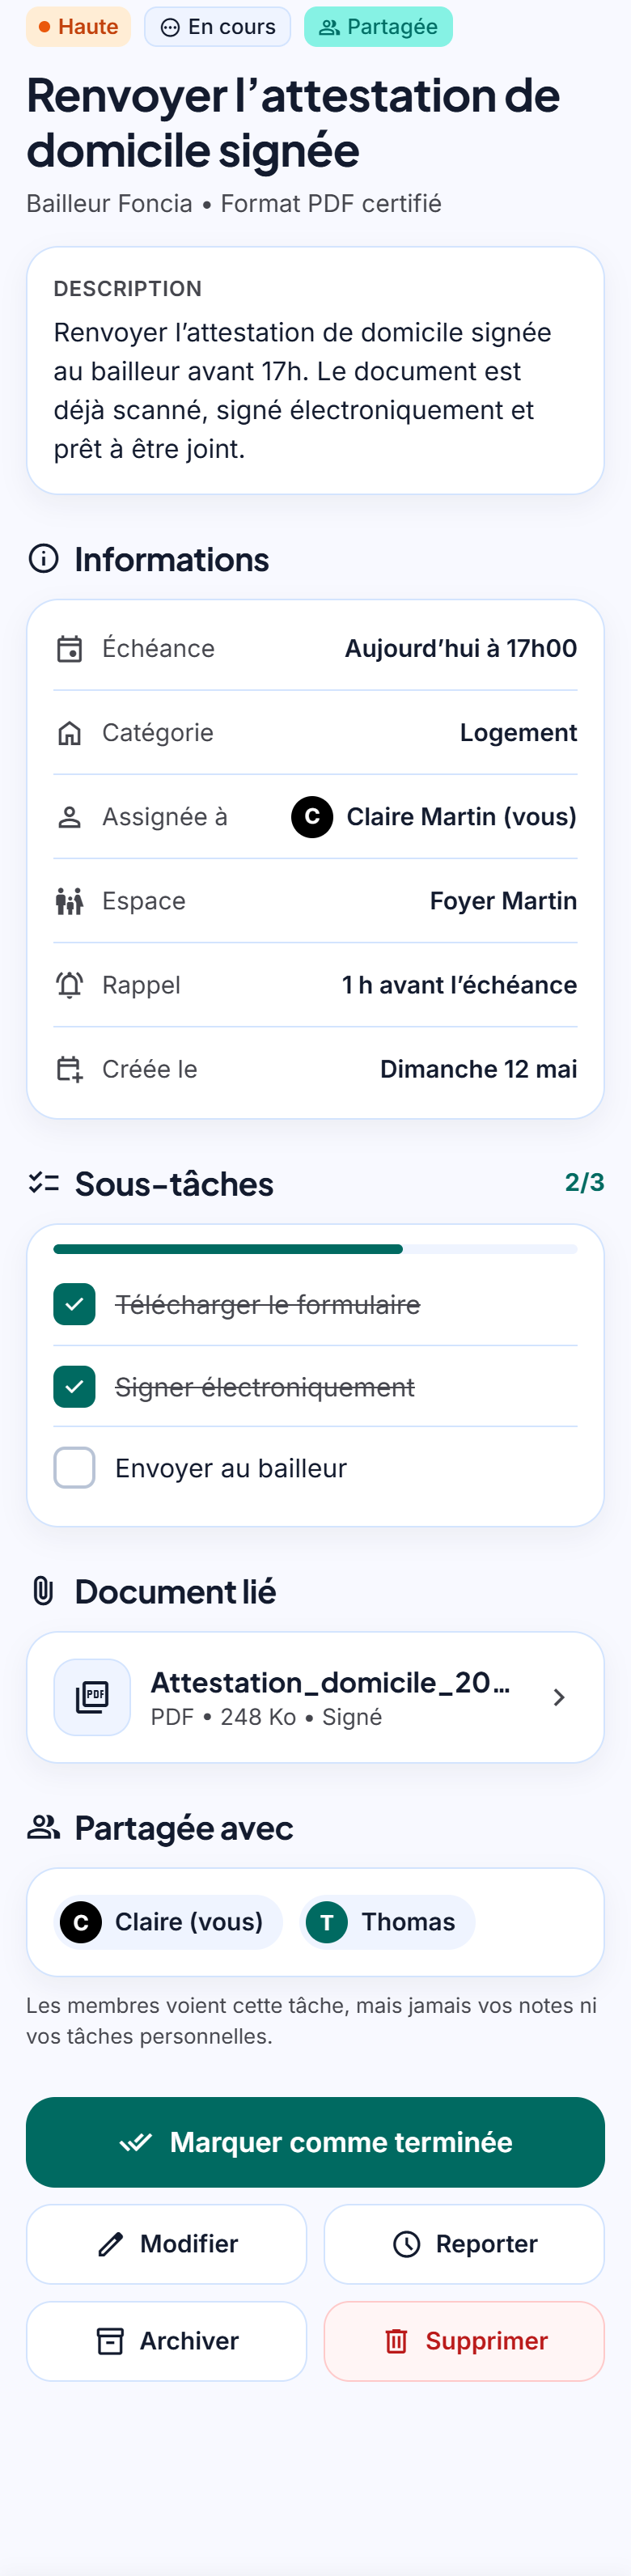 Haute
En cours
Partagée
Renvoyer l’attestation de
domicile signée
Bailleur Foncia • Format PDF certifié
DESCRIPTION
Renvoyer l’attestation de domicile signée
au bailleur avant 17h. Le document est
déjà scanné, signé électroniquement et
prêt à être joint.
Informations
Échéance
Aujourd’hui à 17h00
Catégorie
Logement
Assignée à
C
Claire Martin (vous)
Espace
Foyer Martin
Rappel
1 h avant l’échéance
Créée le
Dimanche 12 mai
Sous-tâches
2/3
Télécharger le formulaire
Signer électroniquement
Envoyer au bailleur
Document lié
PDF
Attestation_domicile_20…
PDF • 248 Ko • Signé
Partagée avec
C
Claire (vous)
T
Thomas
Les membres voient cette tâche, mais jamais vos notes ni
vos tâches personnelles.
Marquer comme terminée
Modifier
Reporter
Archiver
Supprimer